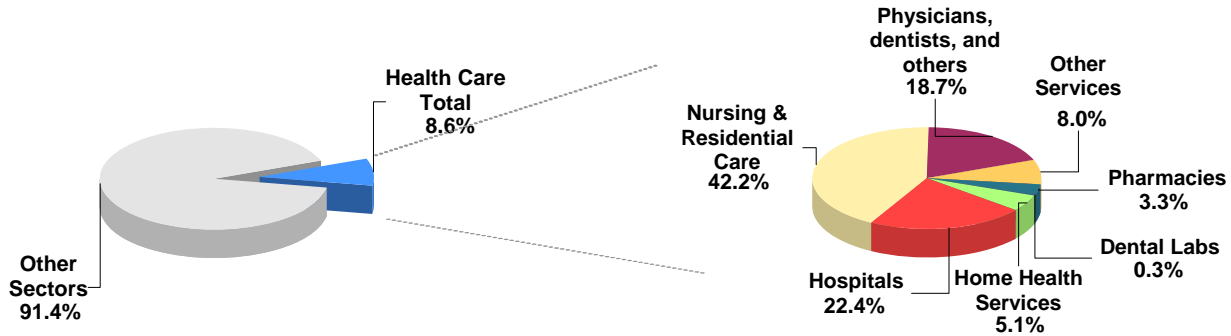 Health Care
Total
8.6%
Other
Sectors
91.4%
Physicians,
dentists, and
others
18.7%
Other
Services
8.0%
Nursing &
Residential
Care
42.2%
Pharmacies
3.3%
Dental Labs
0.3%
Home Health
Services
5.1%
Hospitals
22.4%